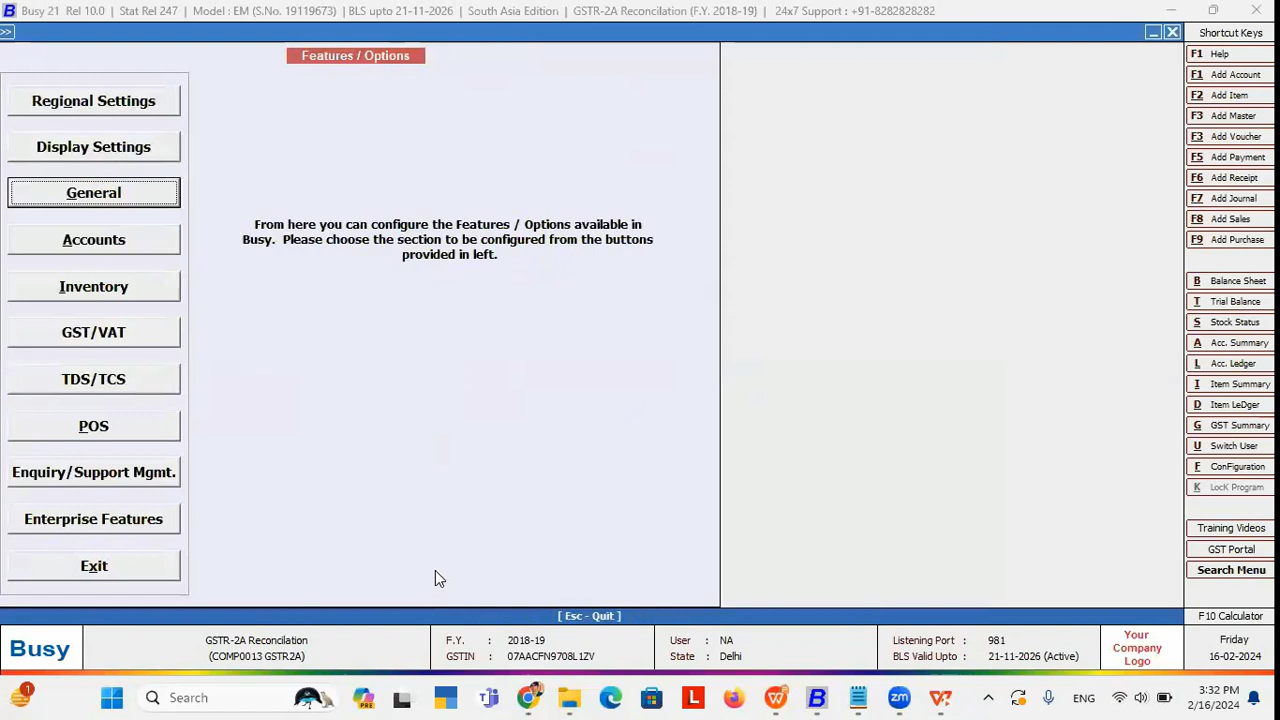 Busy 21 Rel 10.0 | Stat Rel 247 | Model : EM (S.No. 19119673) | BLS upto 21-11-2026 | South Asia Edition | GSTR-2A Reconcilation (F.Y. 2018-19) | 24x7 Support : +91-8282828282
>>
Features / Options
Regional Settings
Display Settings
General
Accounts
Inventory
GST/VAT
TDS/TCS
POS
Enquiry/Support Mgmt.
Enterprise Features
Exit
From here you can configure the Features / Options available in
Busy. Please choose the section to be configured from the buttons
provided in left.
[ Esc - Quit ]
Shortcut Keys
F1 Help
F1 Add Account
F2 Add Item
F3 Add Master
F3 Add Voucher
F5 Add Payment
F6 Add Receipt
F7 Add Journal
F8 Add Sales
F9 Add Purchase
B Balance Sheet
T Trial Balance
S Stock Status
A Acc. Summary
L Acc. Ledger
I Item Summary
D Item LeDger
G GST Summary
U Switch User
F ConFiguration
K LocK Program
Training Videos
GST Portal
Search Menu
F10 Calculator
Busy
GSTR-2A Reconcilation
(COMP0013 GSTR2A)
F.Y. : 2018-19
GSTIN : 07AACFN9708L1ZV
User : NA
State : Delhi
Listening Port : 981
BLS Valid Upto : 21-11-2026 (Active)
Your
Company
Logo
Friday
16-02-2024
1
Search
PRE
ENG
3:32 PM
2/16/2024